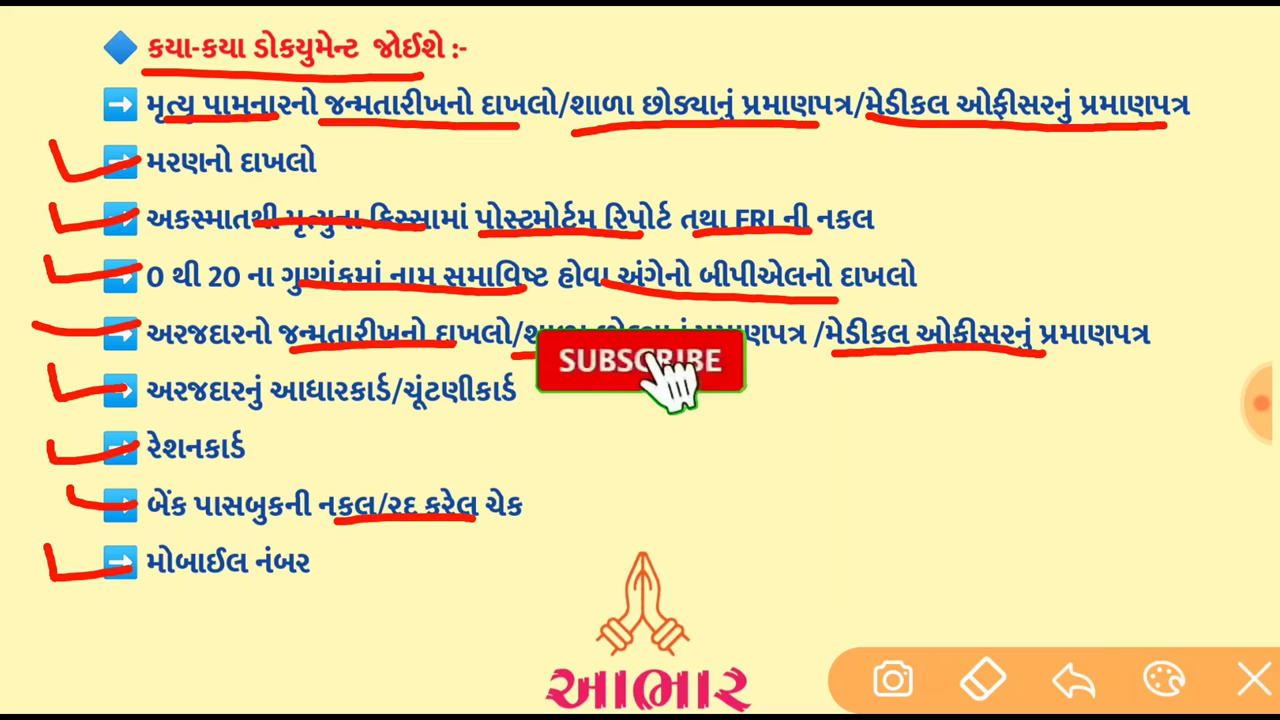 કયા-કયા ડોકયુમેન્ટ જોઈશે :-
મૃત્યુ પામનારનો જન્મતારીખનો દાખલો/શાળા છોડ્યાનું પ્રમાણપત્ર/મેડીકલ ઓફીસરનું પ્રમાણપત્ર
મરણનો દાખલો
અકસ્માતથી મૃત્યુના કિસ્સામાં પોસ્ટમોર્ટમ રિપોર્ટ તથા FRI ની નકલ
0 થી 20 ના ગુણાંકમાં નામ સમાવિષ્ટ હોવા અંગેનો બીપીએલનો દાખલો
અરજદારનો જન્મતારીખનો દાખલો/ /મેડીકલ ઓફીસરનું પ્રમાણપત્ર
SUBSCRIBE
અરજદારનું આધારકાર્ડ/ચૂંટણીકાર્ડ
રેશનકાર્ડ
બેંક પાસબુકની નકલ/રદ કરેલ ચેક
મોબાઈલ નંબર
આભાર